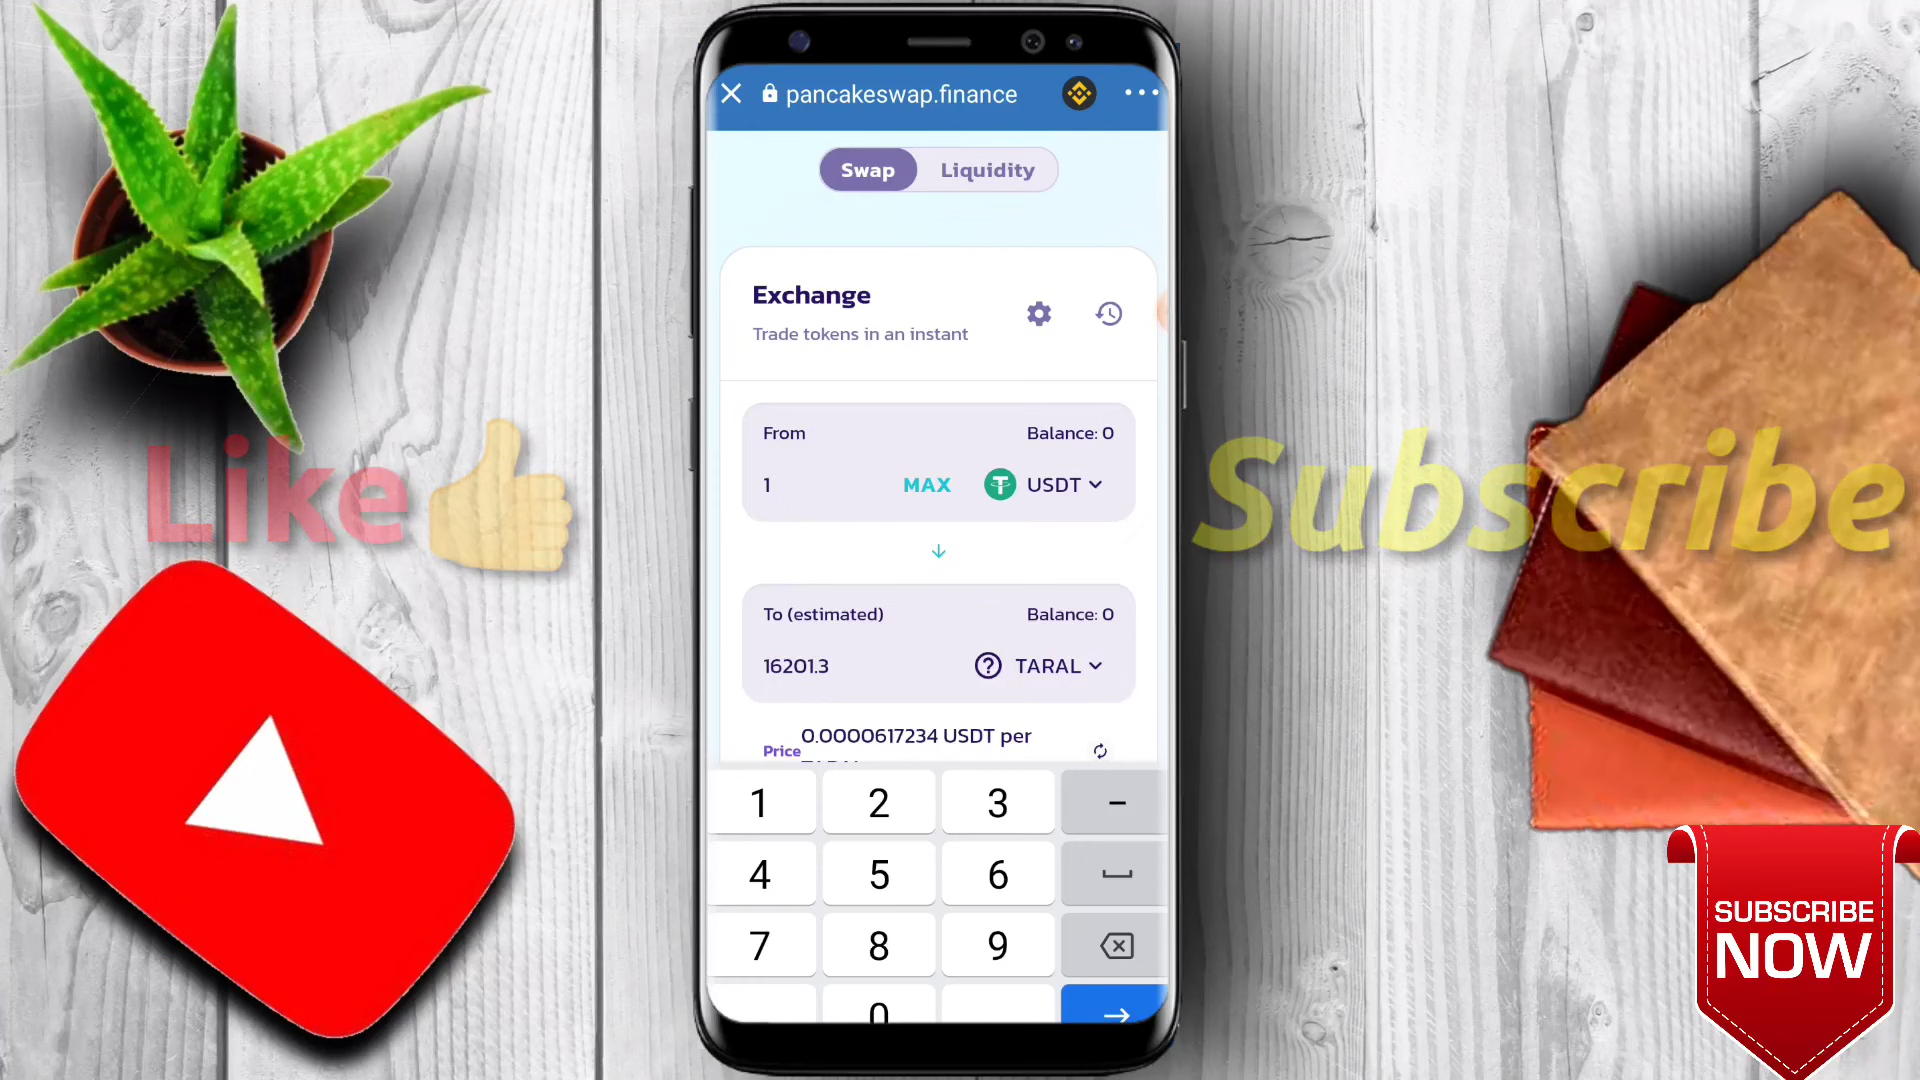 pancakeswap.finance
Swap
Liquidity
Exchange
Trade tokens in an instant
From
Balance: 0
1
MAX
USDT
To (estimated)
Balance: 0
16201.3
TARAL
Price
0.0000617234 USDT per
1 2 3 -
4 5 6
7 8 9
0
Like
Subscribe
SUBSCRIBE
NOW